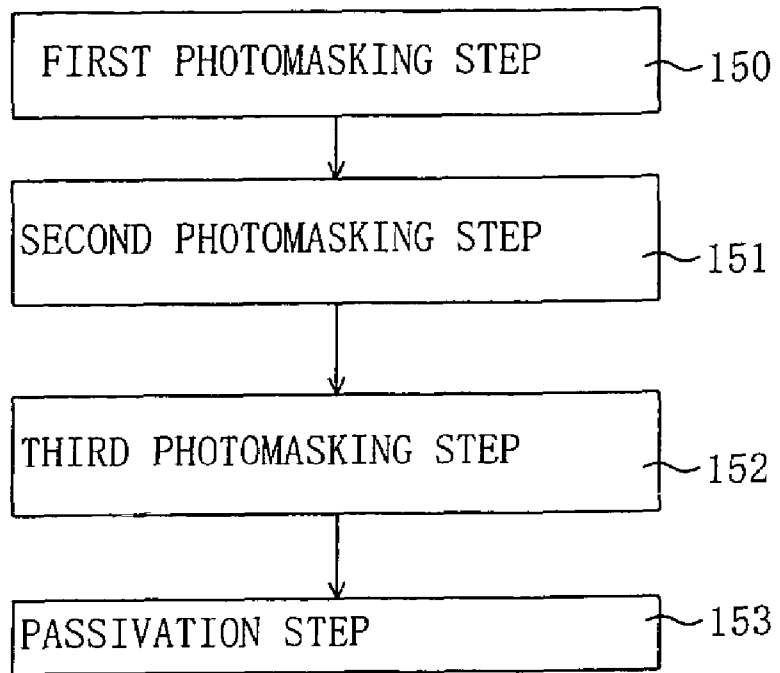 FIRST PHOTOMASKING STEP 150
SECOND PHOTOMASKING STEP 151
THIRD PHOTOMASKING STEP 152
PASSIVATION STEP 153